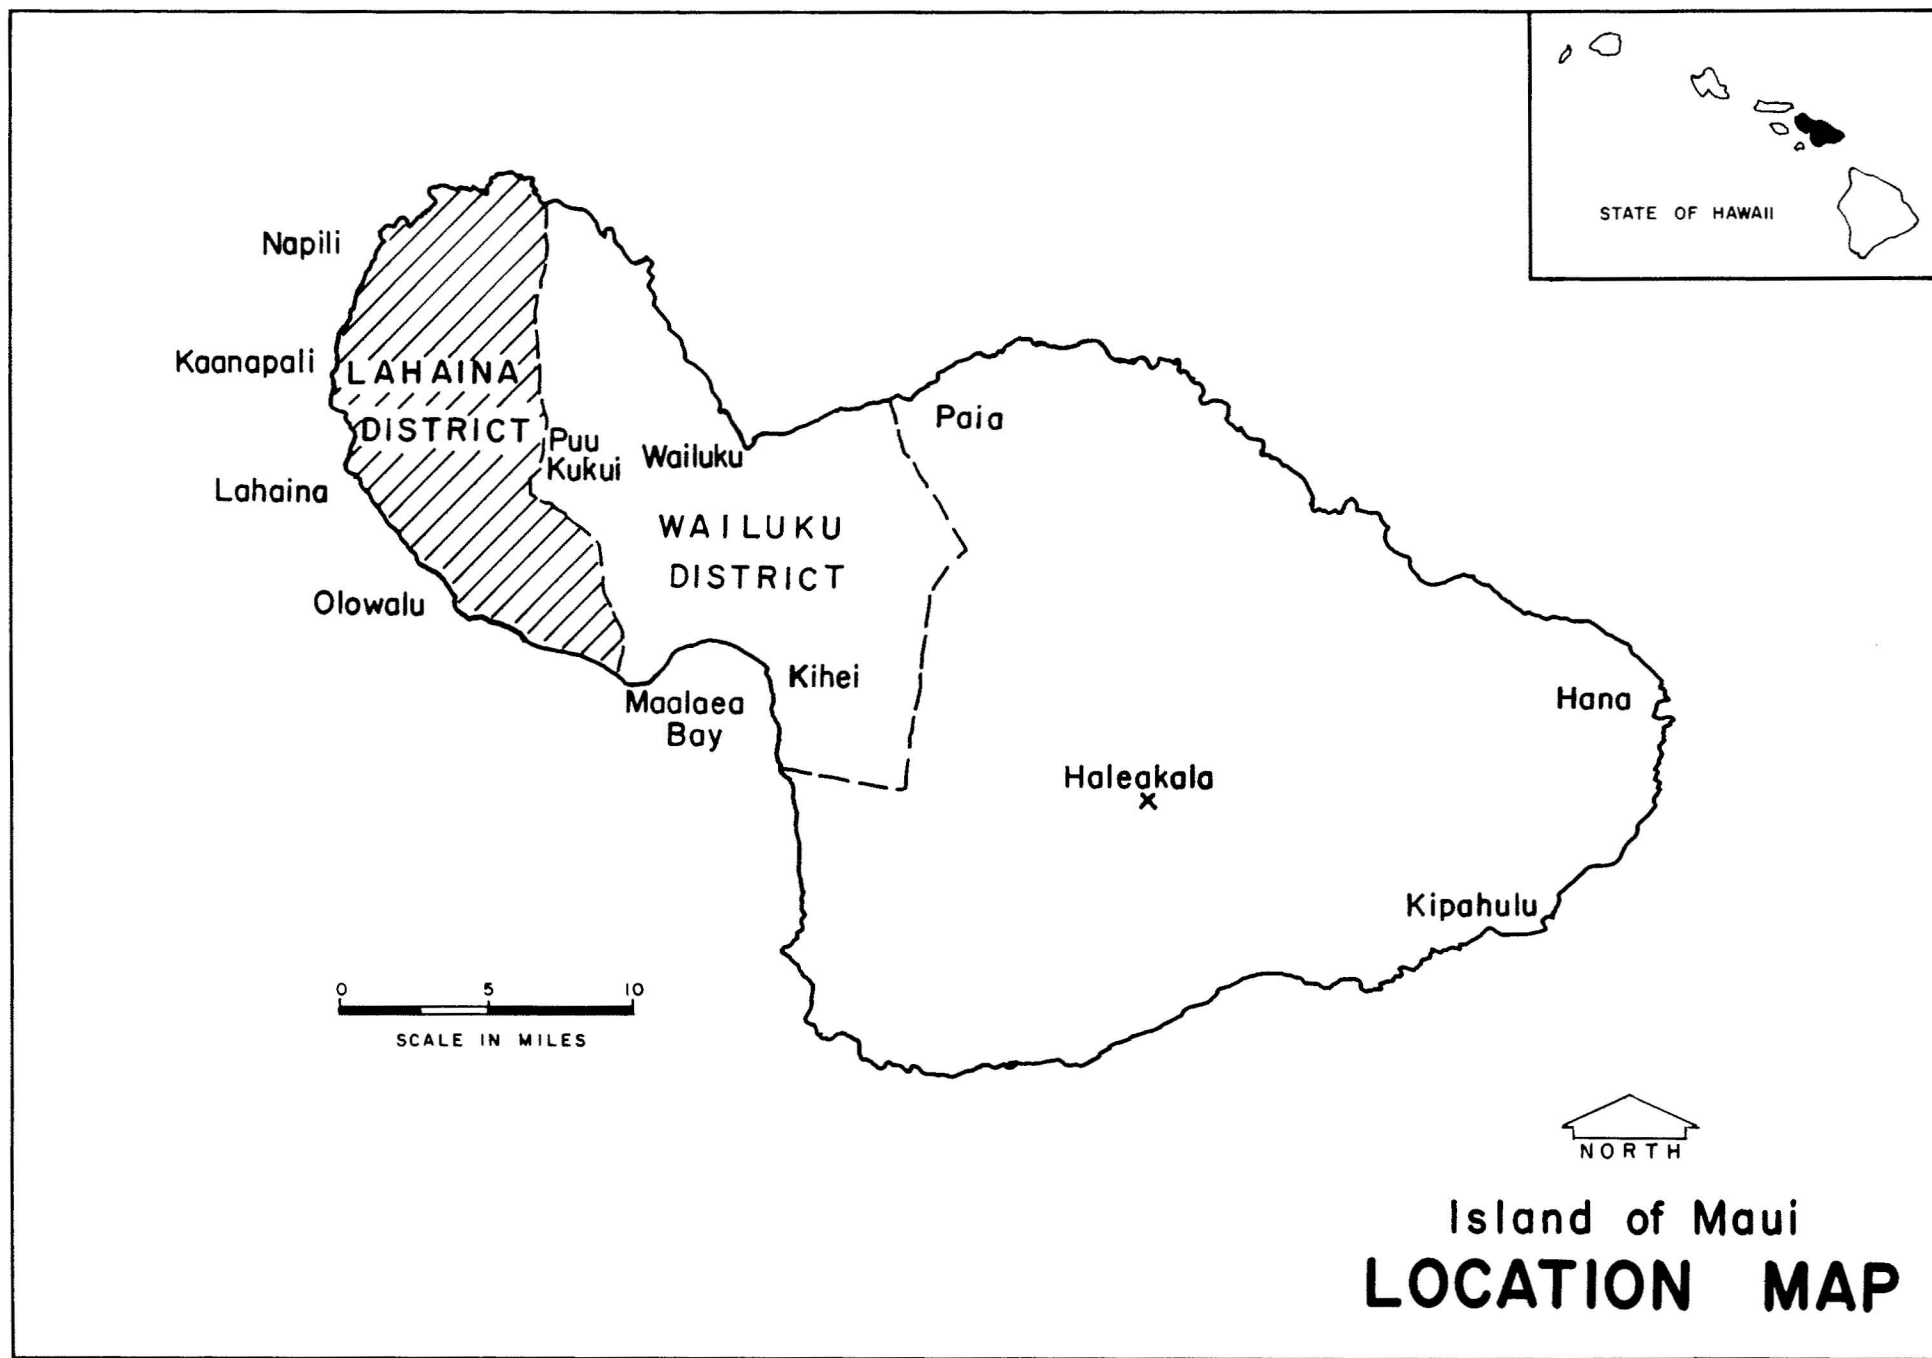 STATE OF HAWAII
Napili
Kaanapali
LAHAINA
DISTRICT
Paia
Puu
Kukui
Wailuku
Lahaina
WAILUKU
DISTRICT
Olowalu
Kihei
Maalaea
Bay
Hana
Haleakala
x
Kipahulu
0 5 10
SCALE IN MILES
NORTH
Island of Maui
LOCATION MAP